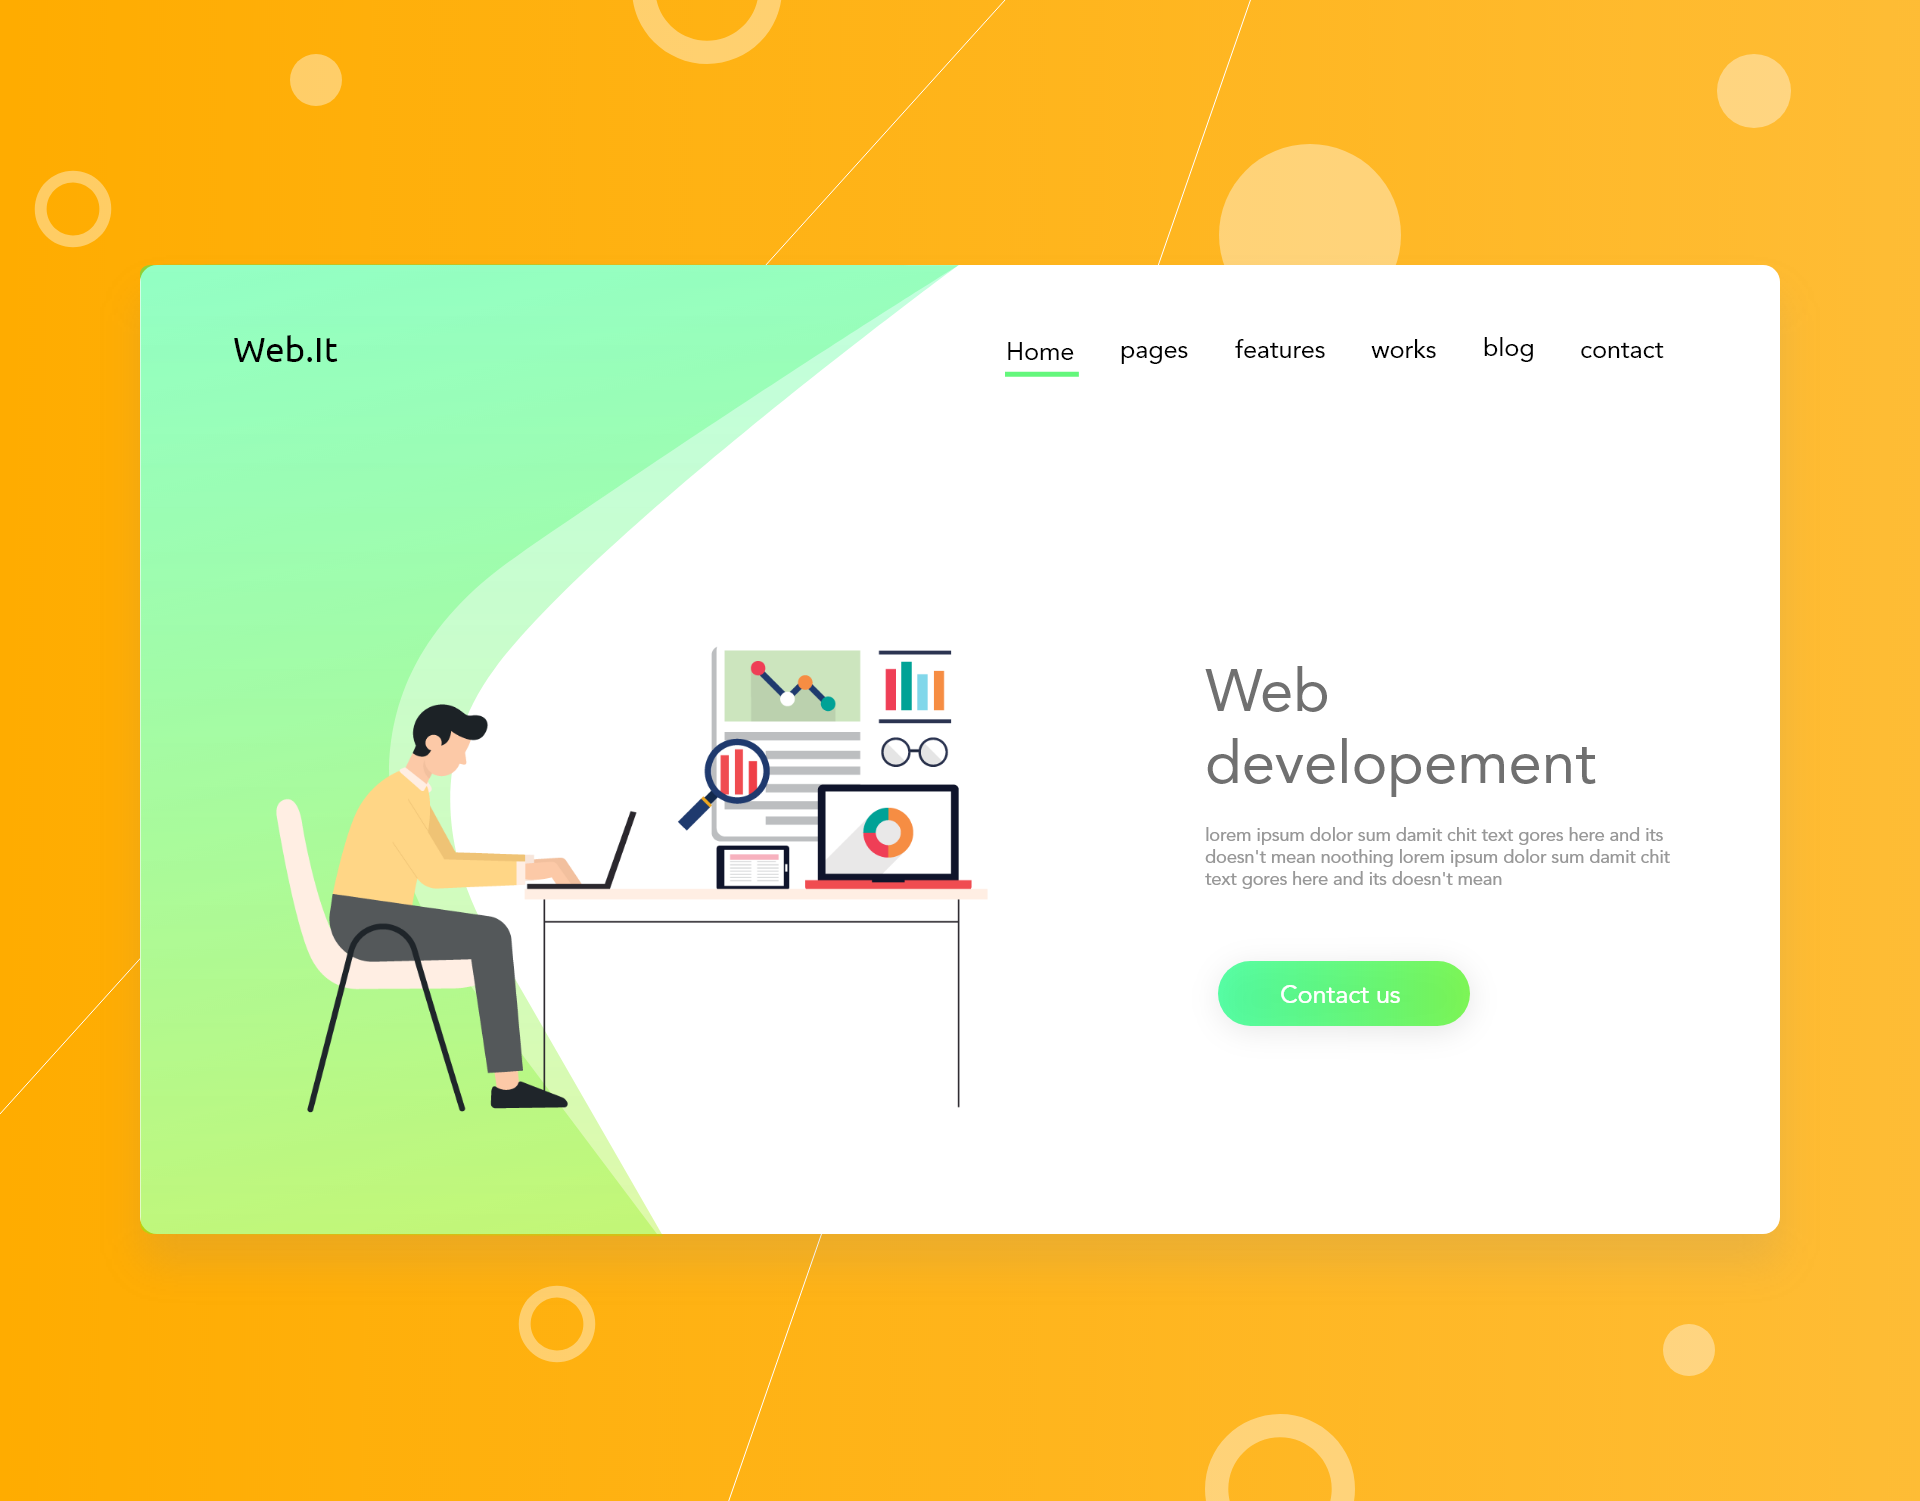 Web.It
Home pages features works blog contact
Web
developement
lorem ipsum dolor sum damit chit text gores here and its
doesn't mean noothing lorem ipsum dolor sum damit chit
text gores here and its doesn't mean
Contact us